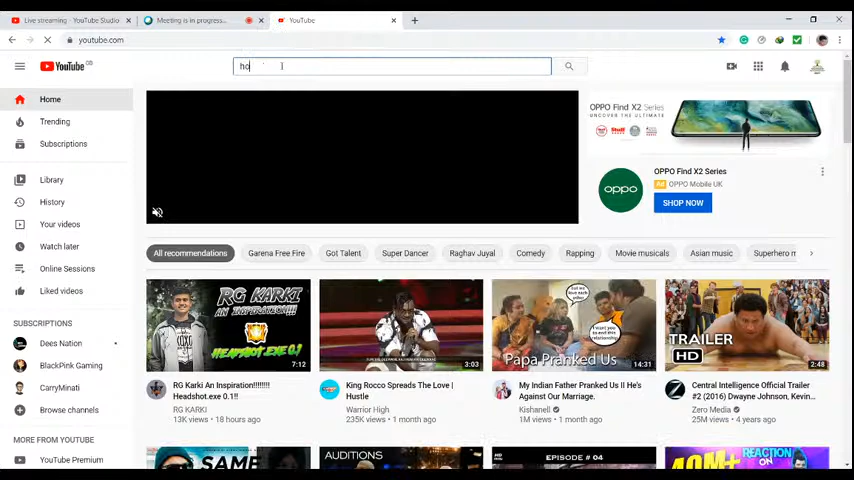 Live streaming - YouTube Studio
Meeting is in progress...
YouTube
youtube.com
YouTube GB
ho
Home
Trending
Subscriptions
Library
History
Your videos
Watch later
Online Sessions
Liked videos
SUBSCRIPTIONS
Dees Nation
BlackPink Gaming
CarryMinati
Browse channels
MORE FROM YOUTUBE
YouTube Premium
OPPO Find X2 Series
UNCOVER THE ULTIMATE
Stuff
oppo
OPPO Find X2 Series
Ad OPPO Mobile UK
SHOP NOW
All recommendations
Garena Free Fire
Got Talent
Super Dancer
Raghav Juyal
Comedy
Rapping
Movie musicals
Asian music
Superhero m
RG KARKI
AN INSPIRATION!!!!
HEADSHOT.EXE 0.1
7:12
RG Karki An Inspiration!!!!!!!!
Headshot.exe 0.1!!
RG KARKI
13K views • 18 hours ago
3:03
King Rocco Spreads The Love |
Hustle
Warrior High
235K views • 1 month ago
Papa Pranked Us
14:31
My Indian Father Pranked Us II He's
Against Our Marriage.
Kishanell
1M views • 1 month ago
TRAILER
HD
2:48
Central Intelligence Official Trailer
#2 (2016) Dwayne Johnson, Kevin...
Zero Media
25M views • 4 years ago
SAME
AUDITIONS
EPISODE # 04
40M+
REACTION
ON